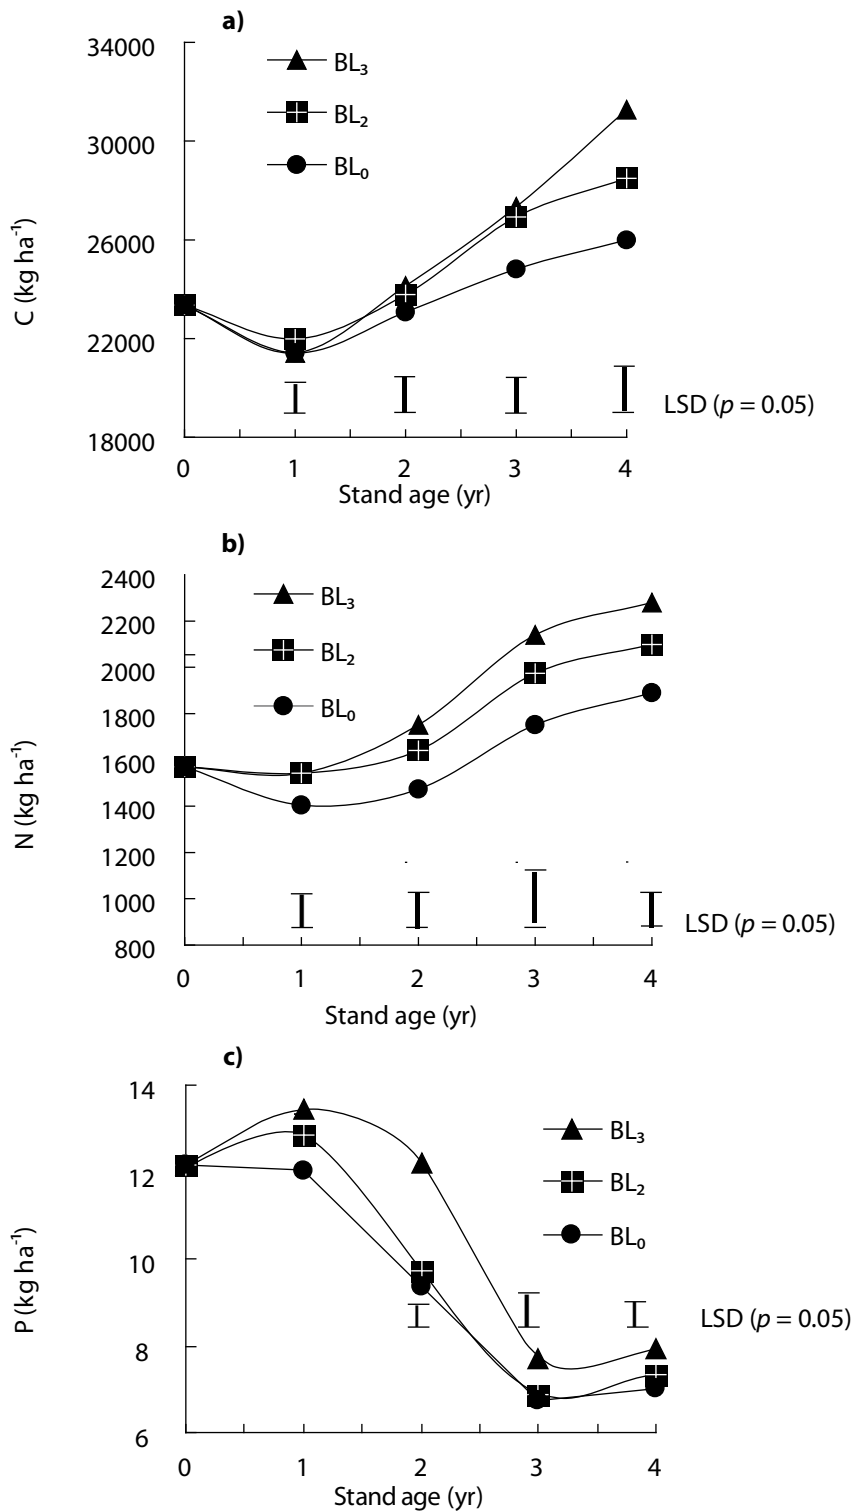 a)
34000
30000
26000
22000
18000
C (kg ha⁻¹)
BL₃
BL₂
BL₀
LSD (p = 0.05)
0 1 2 3 4
Stand age (yr)
b)
2400
2200
2000
1800
1600
1400
1200
1000
800
N (kg ha⁻¹)
BL₃
BL₂
BL₀
LSD (p = 0.05)
0 1 2 3 4
Stand age (yr)
c)
14
12
10
8
6
P (kg ha⁻¹)
BL₃
BL₂
BL₀
LSD (p = 0.05)
0 1 2 3 4
Stand age (yr)